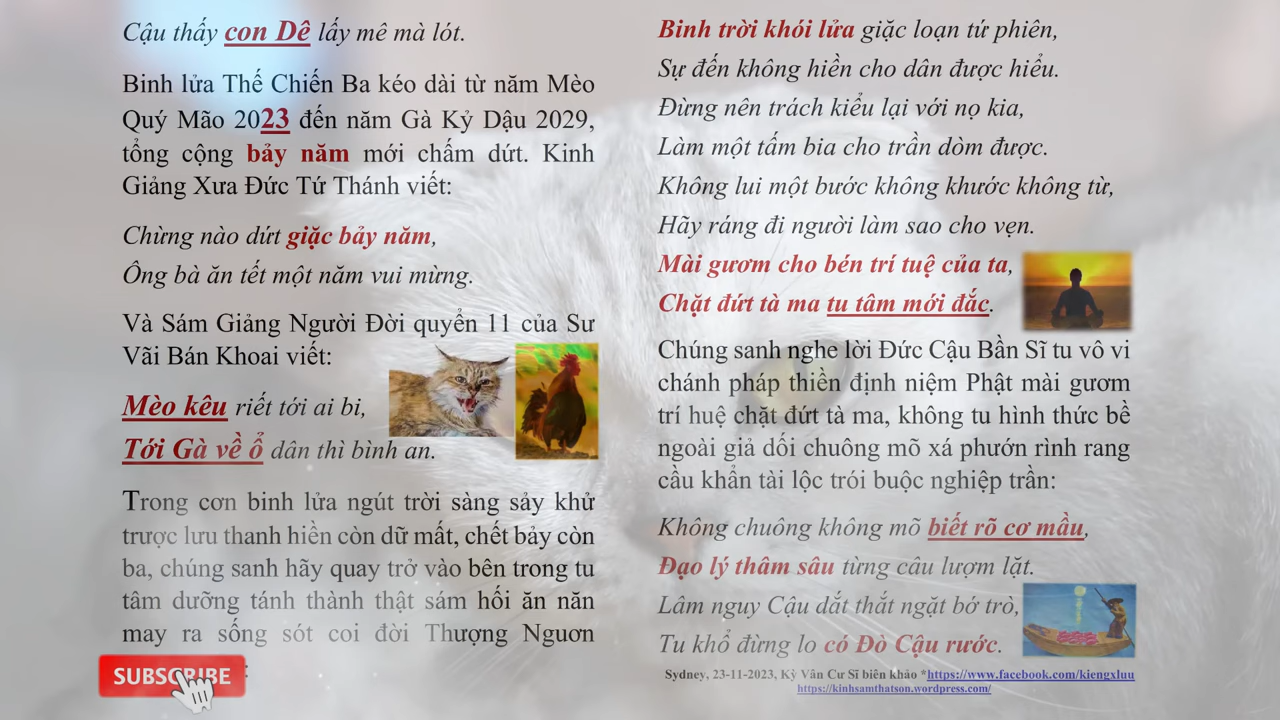 Cậu thấy con Dê lấy mê mà lót.
Binh lửa Thế Chiến Ba kéo dài từ năm Mèo
Quý Mão 2023 đến năm Gà Kỷ Dậu 2029,
tổng cộng bảy năm mới chấm dứt. Kinh
Giảng Xưa Đức Tứ Thánh viết:
Chừng nào dứt giặc bảy năm,
Ông bà ăn tết một năm vui mừng.
Và Sám Giảng Người Đời quyển 11 của Sư
Vãi Bán Khoai viết:
Mèo kêu riết tới ai bi,
Tới Gà về ổ dân thì bình an.
Trong cơn binh lửa ngút trời sàng sảy khử
trược lưu thanh hiền còn dữ mất, chết bảy còn
ba, chúng sanh hãy quay trở vào bên trong tu
tâm dưỡng tánh thành thật sám hối ăn năn
may ra sống sót coi đời Thượng Nguơn
SUBSCRIBE
Binh trời khói lửa giặc loạn tứ phiên,
Sự đến không hiền cho dân được hiểu.
Đừng nên trách kiểu lại với nọ kia,
Làm một tấm bia cho trần dòm được.
Không lui một bước không khước không từ,
Hãy ráng đi người làm sao cho vẹn.
Mài gươm cho bén trí tuệ của ta,
Chặt đứt tà ma tu tâm mới đắc.
Chúng sanh nghe lời Đức Cậu Bần Sĩ tu vô vi
chánh pháp thiền định niệm Phật mài gươm
trí huệ chặt đứt tà ma, không tu hình thức bề
ngoài giả dối chuông mõ xá phướn rình rang
cầu khẩn tài lộc trói buộc nghiệp trần:
Không chuông không mõ biết rõ cơ mầu,
Đạo lý thâm sâu từng câu lượm lặt.
Lâm nguy Cậu dắt thắt ngặt bớ trò,
Tu khổ đừng lo có Đò Cậu rước.
Sydney, 23-11-2023, Kỳ Vân Cư Sĩ biên khảo *https://www.facebook.com/kiengxluu
https://kinhsamthatson.wordpress.com/